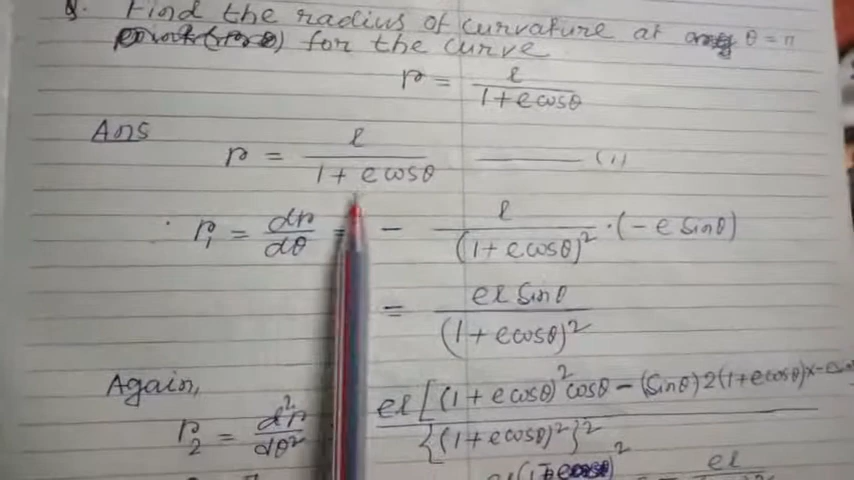 Q. Find the radius of curvature at θ = π
for the curve
r = l / (1 + e cosθ)
Ans
r = l / (1 + e cosθ) ——— (1)
r₁ = dr/dθ = - l / (1 + e cosθ)² · (- e sinθ)
= el sinθ / (1 + e cosθ)²
Again,
r₂ = d²r/dθ² el [(1 + e cosθ)² cosθ - (sinθ) 2(1 + e cosθ) x - e sin / {(1 + e cosθ)²}²